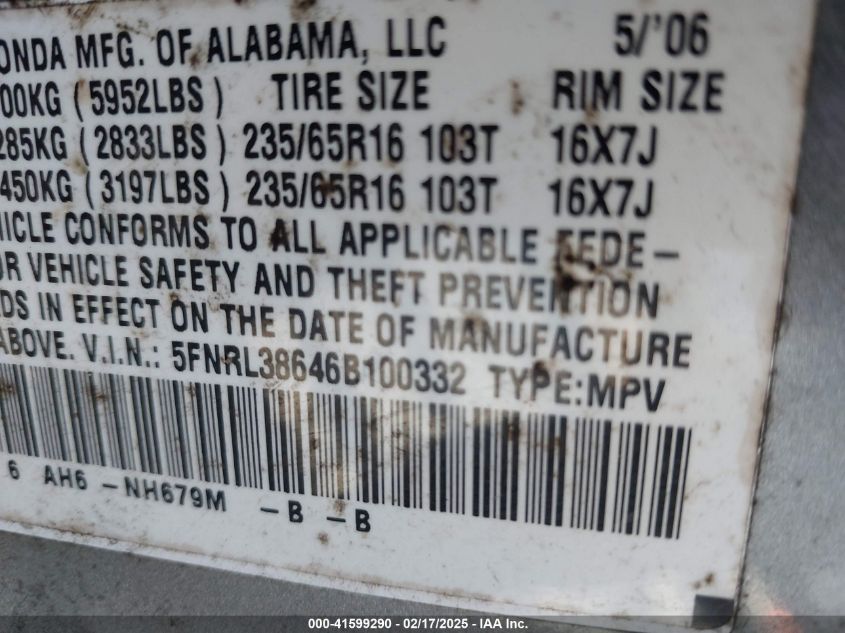 ONDA MFG. OF ALABAMA, LLC 5/'06
00KG (5952LBS) TIRE SIZE RIM SIZE
285KG (2833LBS) 235/65R16 103T 16X7J
450KG (3197LBS) 235/65R16 103T 16X7J
HICLE CONFORMS TO ALL APPLICABLE FEDE-
OR VEHICLE SAFETY AND THEFT PREVENTION
DS IN EFFECT ON THE DATE OF MANUFACTURE
ABOVE. V.I.N.: 5FNRL38646B100332 TYPE:MPV
6 AH6 -NH679M -B -B
000-41599290 - 02/17/2025 - IAA, Inc.